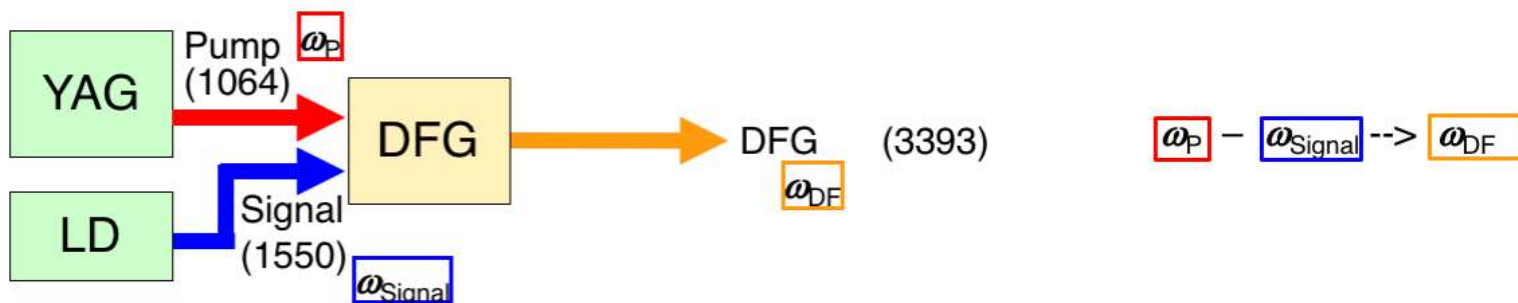 YAG
Pump ωP
(1064)
DFG
DFG (3393)
ωDF
ωP − ωSignal --> ωDF
LD
Signal
(1550)
ωSignal